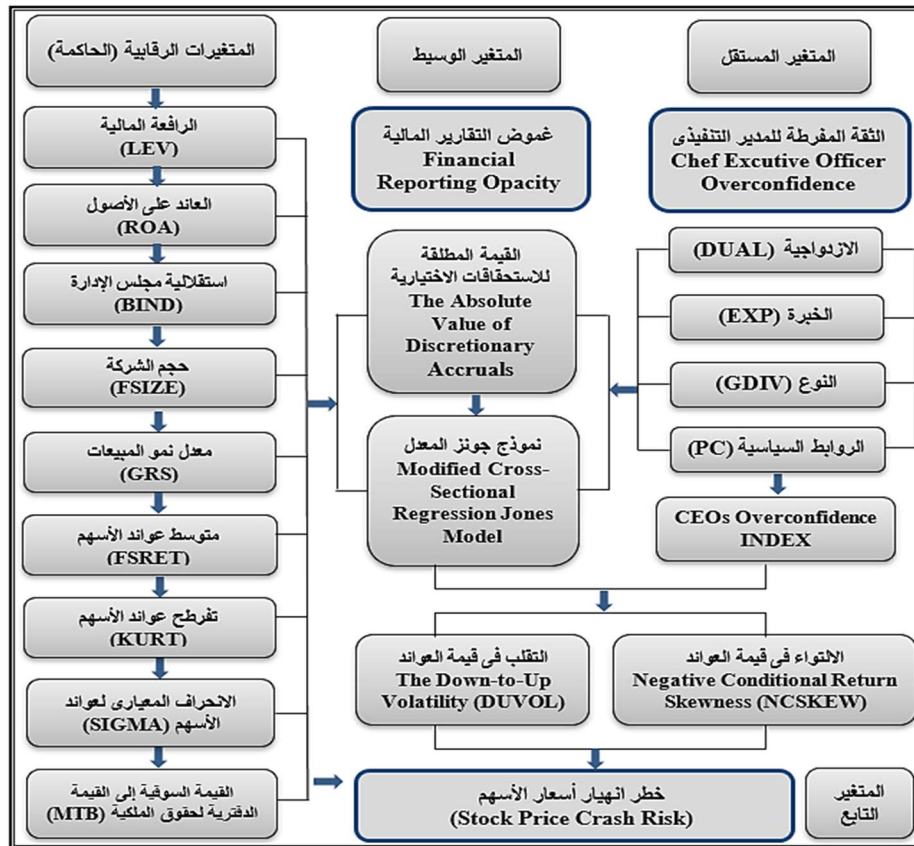 المتغير المستقل
المتغير الوسيط
المتغيرات الرقابية (الحاكمة)
الثقة المفرطة للمدير التنفيذى
Chef Excutive Officer
Overconfidence
الازدواجية (DUAL)
الخبرة (EXP)
النوع (GDIV)
الروابط السياسية (PC)
CEOs Overconfidence
INDEX
غموض التقارير المالية
Financial
Reporting Opacity
القيمة المطلقة
للاستحقاقات الاختيارية
The Absolute
Value of
Discretionary
Accruals
نموذج جونز المعدل
Modified Cross-
Sectional
Regression Jones
Model
الرافعة المالية
(LEV)
العائد على الأصول
(ROA)
استقلالية مجلس الإدارة
(BIND)
حجم الشركة
(FSIZE)
معدل نمو المبيعات
(GRS)
متوسط عوائد الأسهم
(FSRET)
تفرطح عوائد الأسهم
(KURT)
الانحراف المعيارى لعوائد
الأسهم (SIGMA)
القيمة السوقية إلى القيمة
الدفترية لحقوق الملكية (MTB)
الالتواء فى قيمة العوائد
Negative Conditional Return
Skewness (NCSKEW)
التقلب فى قيمة العوائد
The Down-to-Up
Volatility (DUVOL)
المتغير
التابع
خطر انهيار أسعار الأسهم
(Stock Price Crash Risk)